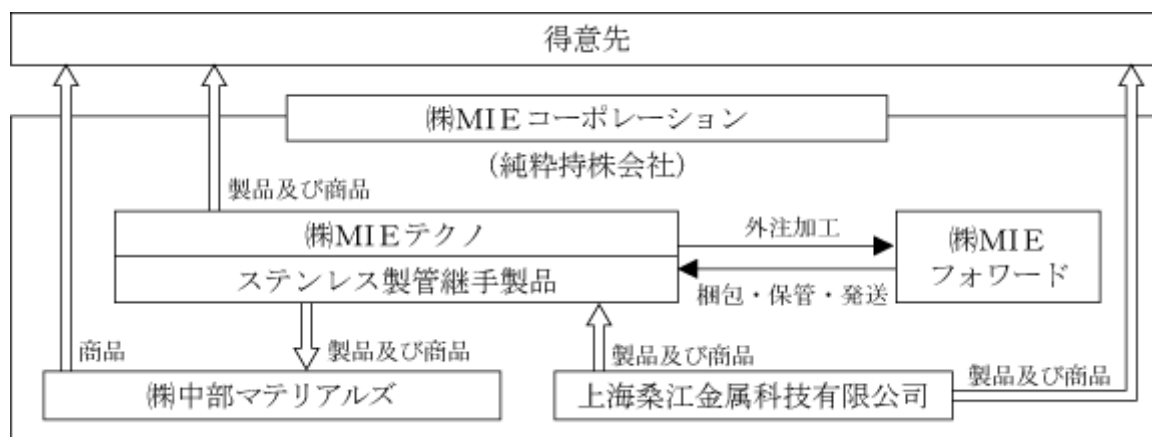 得意先
㈱MIEコーポレーション
(純粋持株会社)
製品及び商品
㈱MIEテクノ
ステンレス製管継手製品
外注加工
梱包・保管・発送
㈱MIE
フォワード
商品
製品及び商品
製品及び商品
製品及び商品
㈱中部マテリアルズ
上海桑江金属科技有限公司